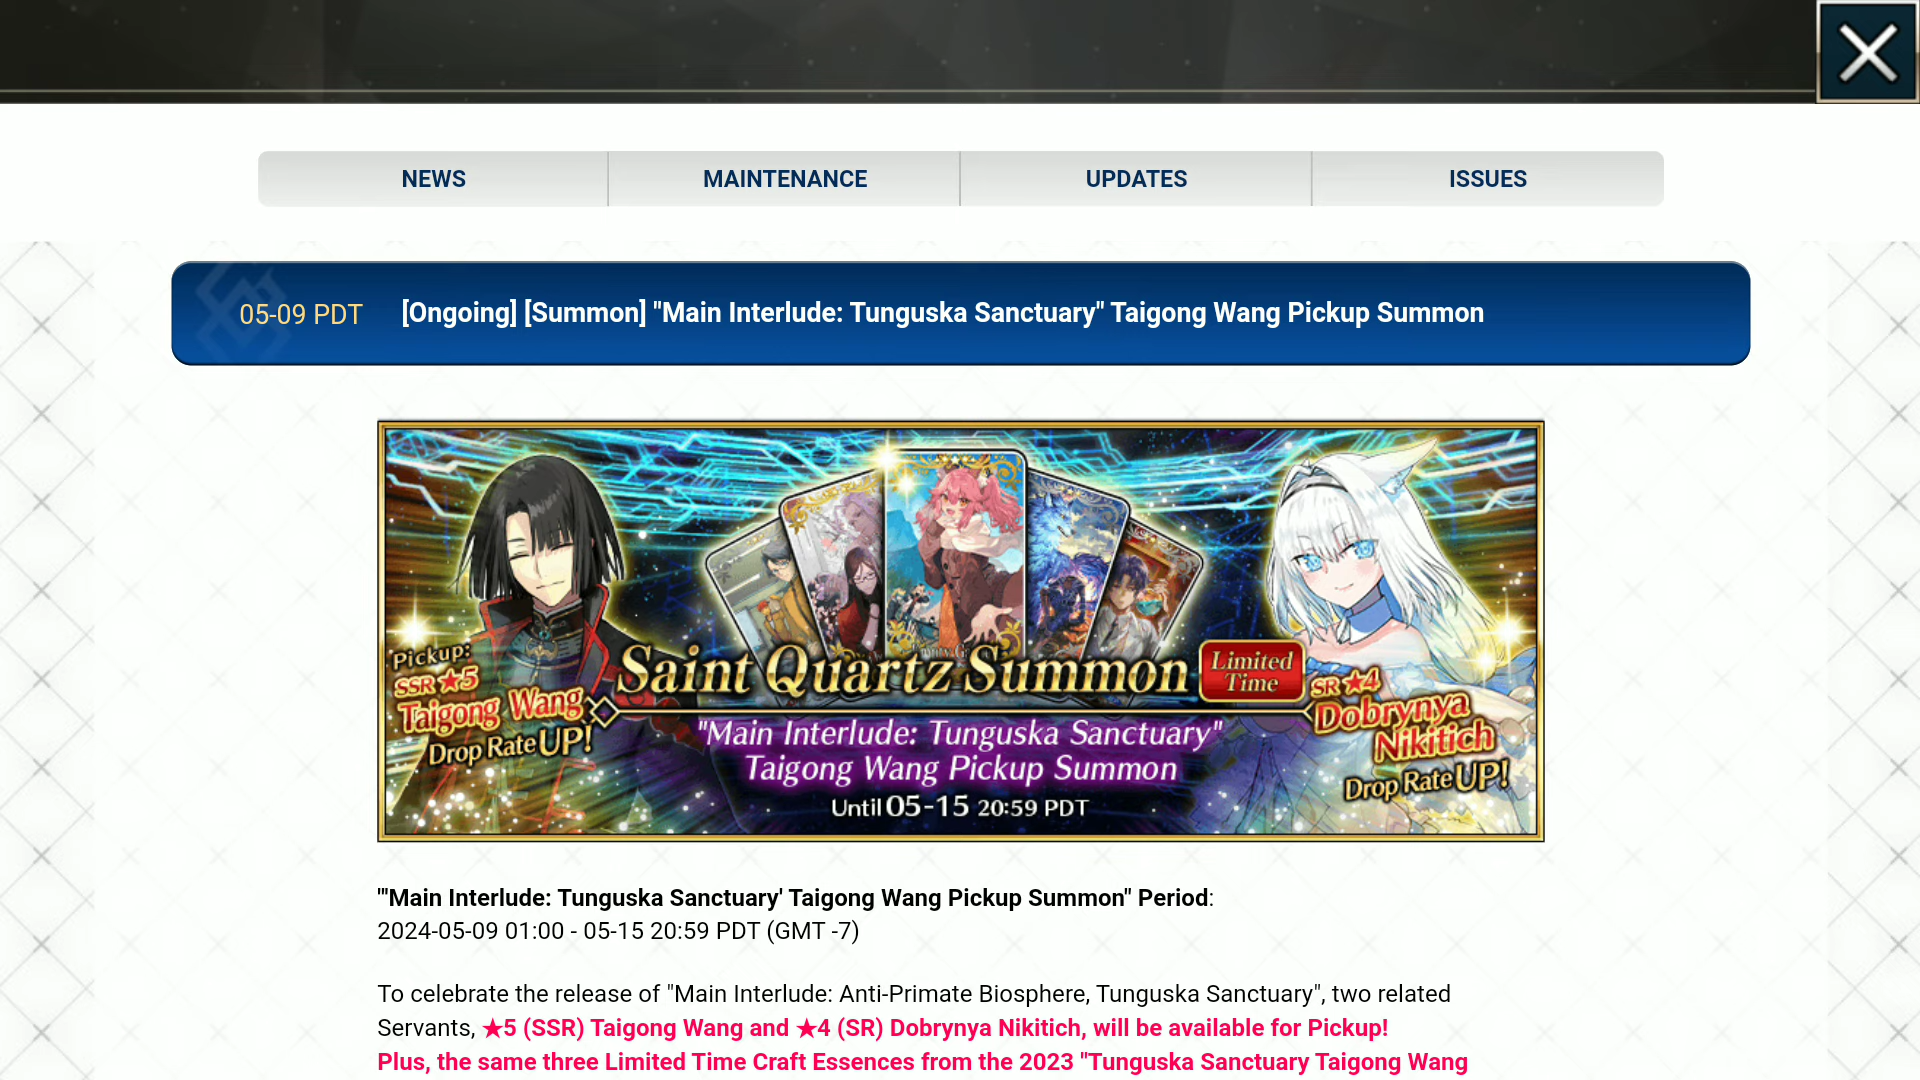 NEWS
MAINTENANCE
UPDATES
ISSUES
05-09 PDT
[Ongoing] [Summon] "Main Interlude: Tunguska Sanctuary" Taigong Wang Pickup Summon
Pickup:
SSR ★5
Taigong Wang
Drop Rate UP!
Saint Quartz Summon
Limited
Time
"Main Interlude: Tunguska Sanctuary"
Taigong Wang Pickup Summon
Until 05-15 20:59 PDT
SR ★4
Dobrynya
Nikitich
Drop Rate UP!
"'Main Interlude: Tunguska Sanctuary' Taigong Wang Pickup Summon" Period:
2024-05-09 01:00 - 05-15 20:59 PDT (GMT -7)
To celebrate the release of "Main Interlude: Anti-Primate Biosphere, Tunguska Sanctuary", two related
Servants, ★5 (SSR) Taigong Wang and ★4 (SR) Dobrynya Nikitich, will be available for Pickup!
Plus, the same three Limited Time Craft Essences from the 2023 "Tunguska Sanctuary Taigong Wang